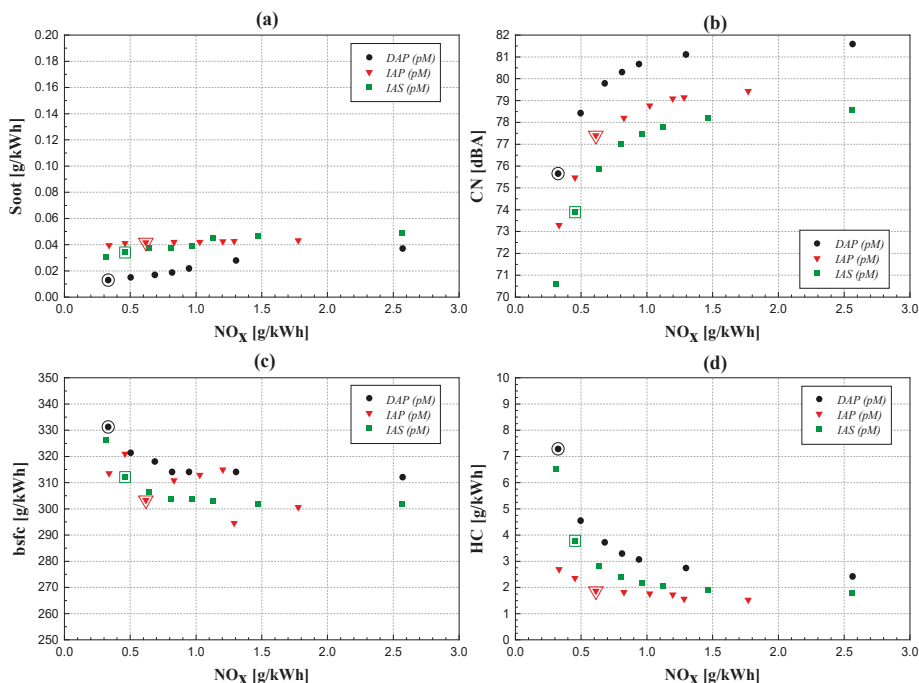 (a)
0.20
0.18
0.16
0.14
0.12
0.10
0.08
0.06
0.04
0.02
0.00
Soot [g/kWh]
DAP (pM)
IAP (pM)
IAS (pM)
0.0 0.5 1.0 1.5 2.0 2.5 3.0
NOX [g/kWh]
(b)
82
81
80
79
78
77
76
75
74
73
72
71
70
CN [dBA]
DAP (pM)
IAP (pM)
IAS (pM)
0.0 0.5 1.0 1.5 2.0 2.5 3.0
NOX [g/kWh]
(c)
350
340
330
320
310
300
290
280
270
260
250
bsfc [g/kWh]
DAP (pM)
IAP (pM)
IAS (pM)
0.0 0.5 1.0 1.5 2.0 2.5 3.0
NOX [g/kWh]
(d)
10
9
8
7
6
5
4
3
2
1
0
HC [g/kWh]
DAP (pM)
IAP (pM)
IAS (pM)
0.0 0.5 1.0 1.5 2.0 2.5 3.0
NOX [g/kWh]